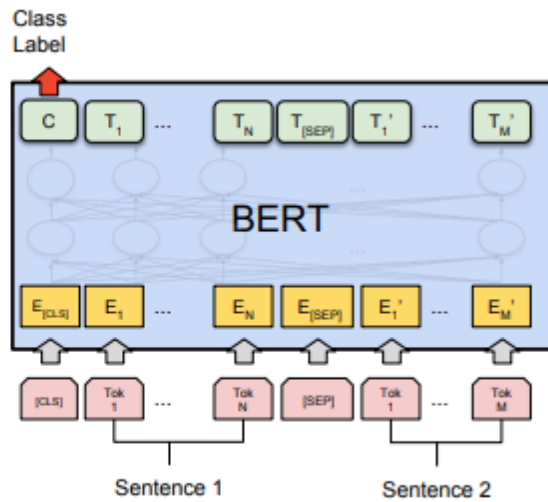 Class
Label
C T1 ... TN T[SEP] T1' ... TM'
...
BERT
...
E[CLS] E1 ... EN E[SEP] E1' ... EM'
[CLS] Tok 1 ... Tok N [SEP] Tok 1 ... Tok M
Sentence 1 Sentence 2